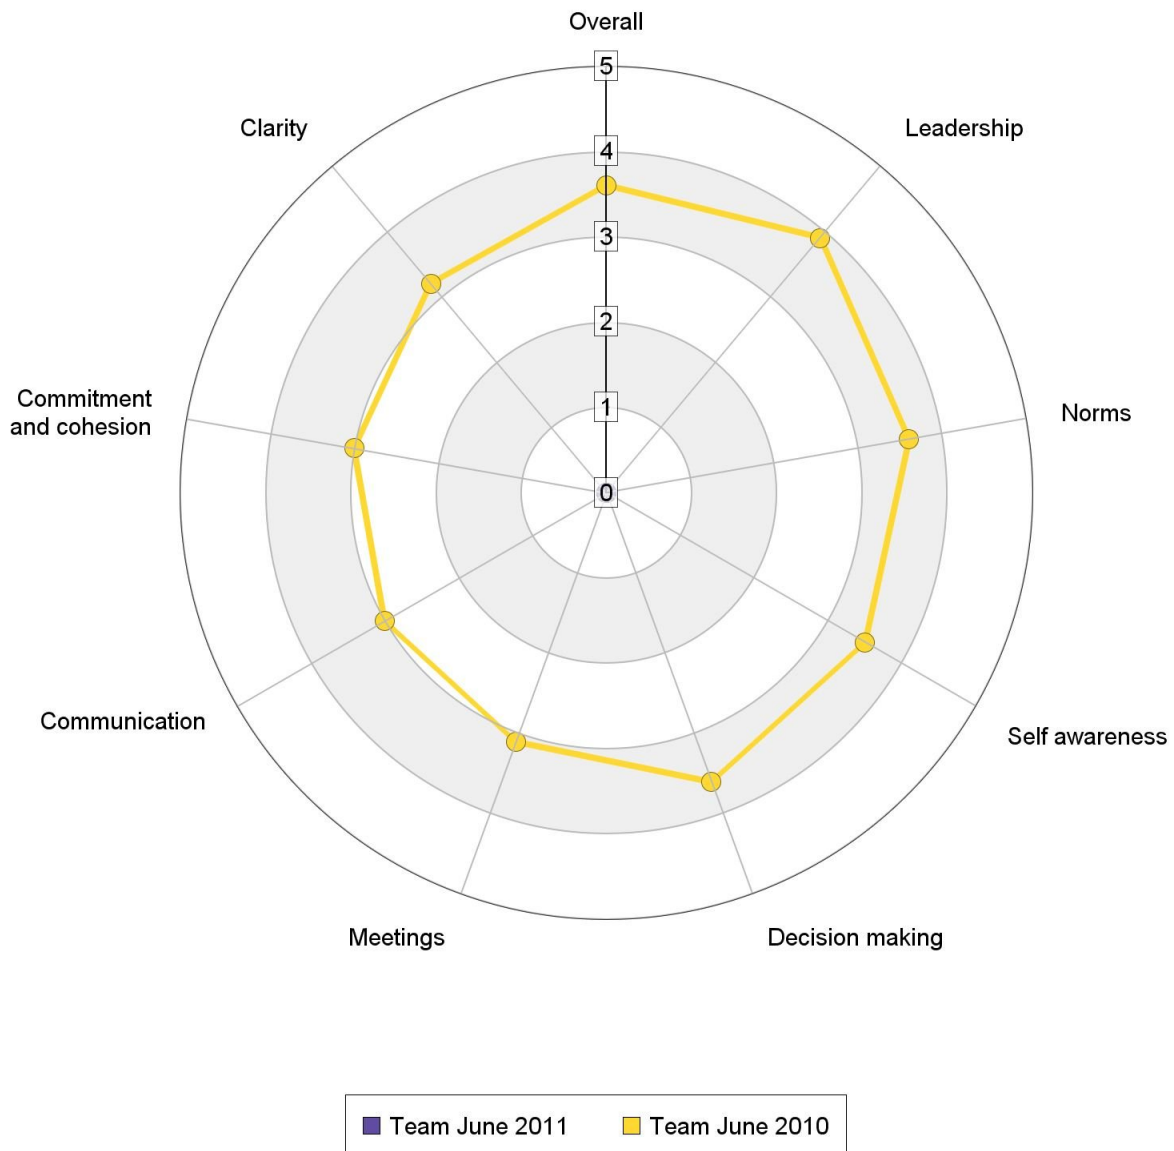 Overall
5
Clarity
Leadership
4
3
2
Commitment
and cohesion
Norms
1
0
Communication
Self awareness
Meetings
Decision making
Team June 2011
Team June 2010